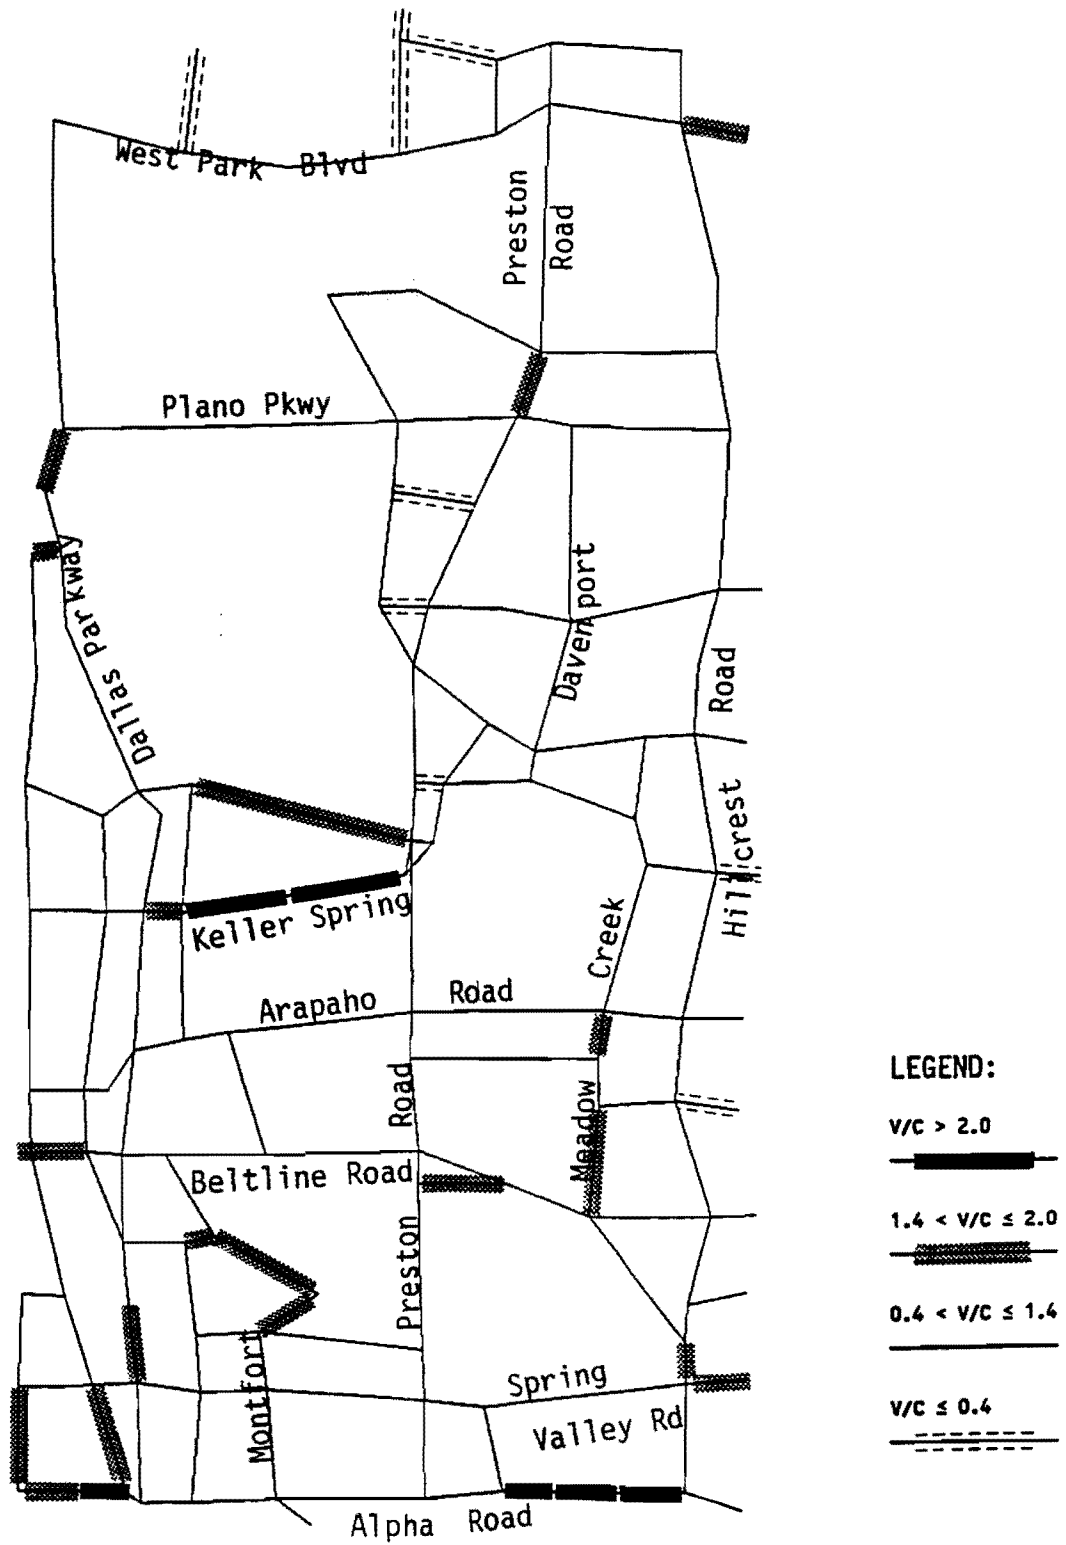 West Park Blvd
Preston
Road
Plano Pkwy
Davenport
Dallas Parkway
Road
Hillcrest
Keller Spring
Creek
Arapaho Road
Road
Meadow
Beltline Road
Preston
Montfort
Spring
Valley Rd
Alpha Road
LEGEND:
V/C > 2.0
1.4 < V/C ≤ 2.0
0.4 < V/C ≤ 1.4
V/C ≤ 0.4